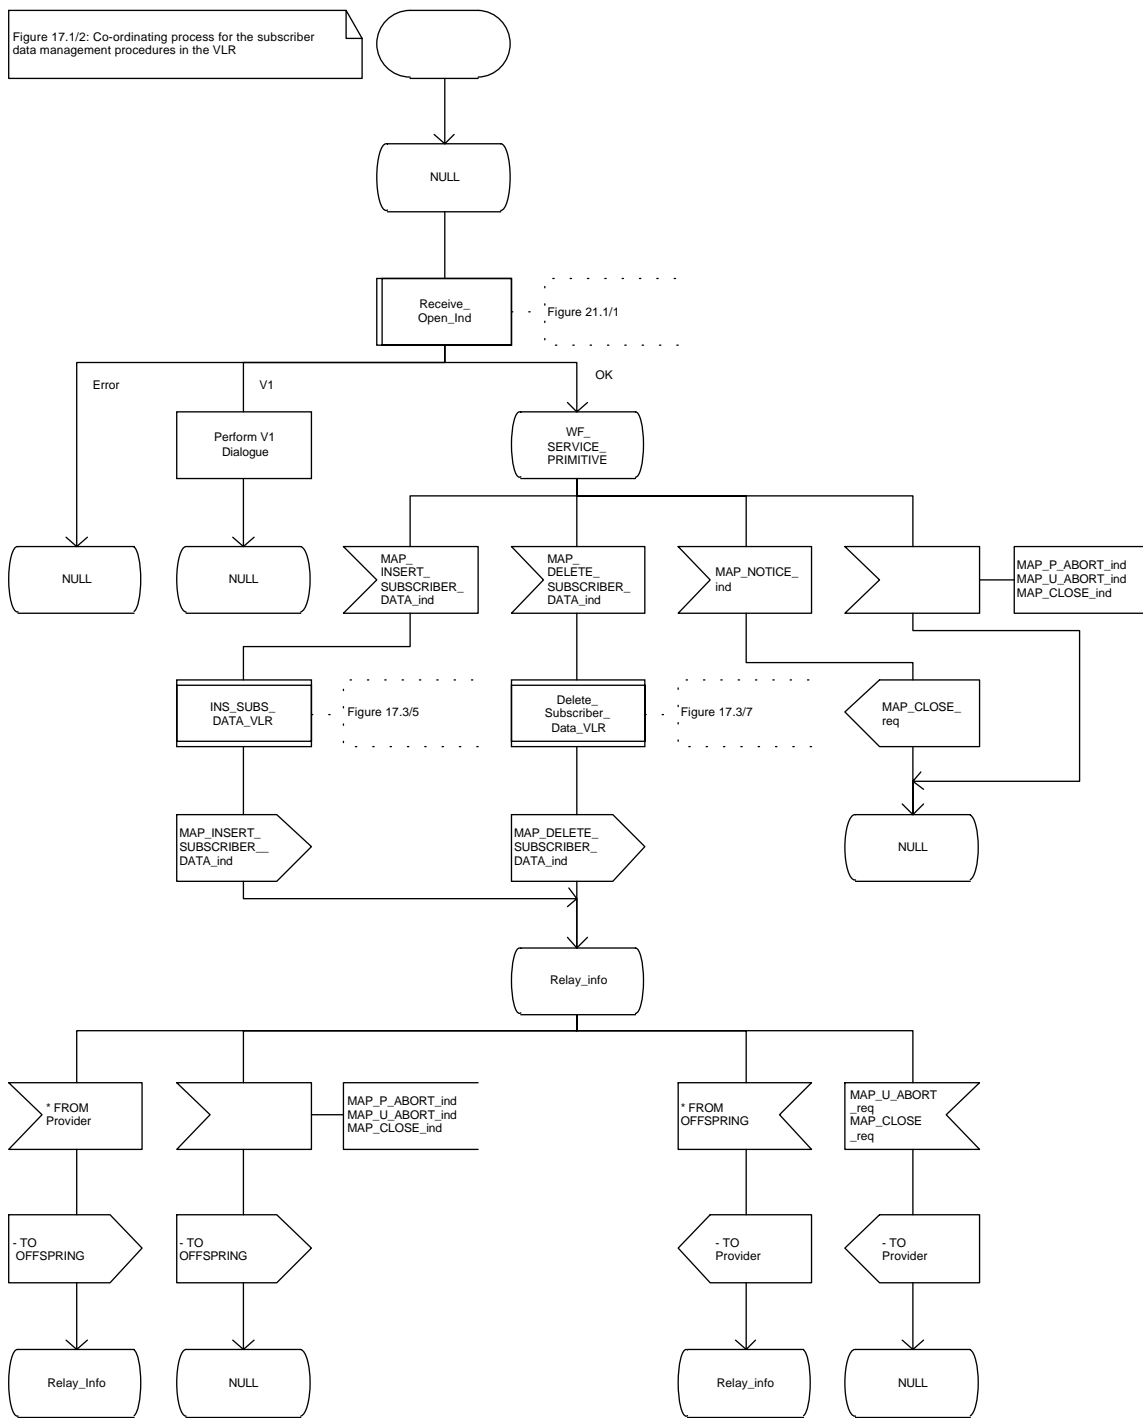 Figure 17.1/2: Co-ordinating process for the subscriber
data management procedures in the VLR
NULL
Receive_
Open_Ind
Figure 21.1/1
Error
V1
OK
Perform V1
Dialogue
WF_
SERVICE_
PRIMITIVE
NULL
NULL
MAP_
INSERT_
SUBSCRIBER_
DATA_ind
MAP_
DELETE_
SUBSCRIBER_
DATA_ind
MAP_NOTICE_
ind
MAP_P_ABORT_ind
MAP_U_ABORT_ind
MAP_CLOSE_ind
INS_SUBS_
DATA_VLR
Figure 17.3/5
Delete_
Subscriber_
Data_VLR
Figure 17.3/7
MAP_CLOSE_
req
MAP_INSERT_
SUBSCRIBER__
DATA_ind
MAP_DELETE_
SUBSCRIBER_
DATA_ind
NULL
Relay_info
* FROM
Provider
MAP_P_ABORT_ind
MAP_U_ABORT_ind
MAP_CLOSE_ind
* FROM
OFFSPRING
MAP_U_ABORT
_req
MAP_CLOSE
_req
- TO
OFFSPRING
- TO
OFFSPRING
- TO
Provider
- TO
Provider
Relay_Info
NULL
Relay_info
NULL